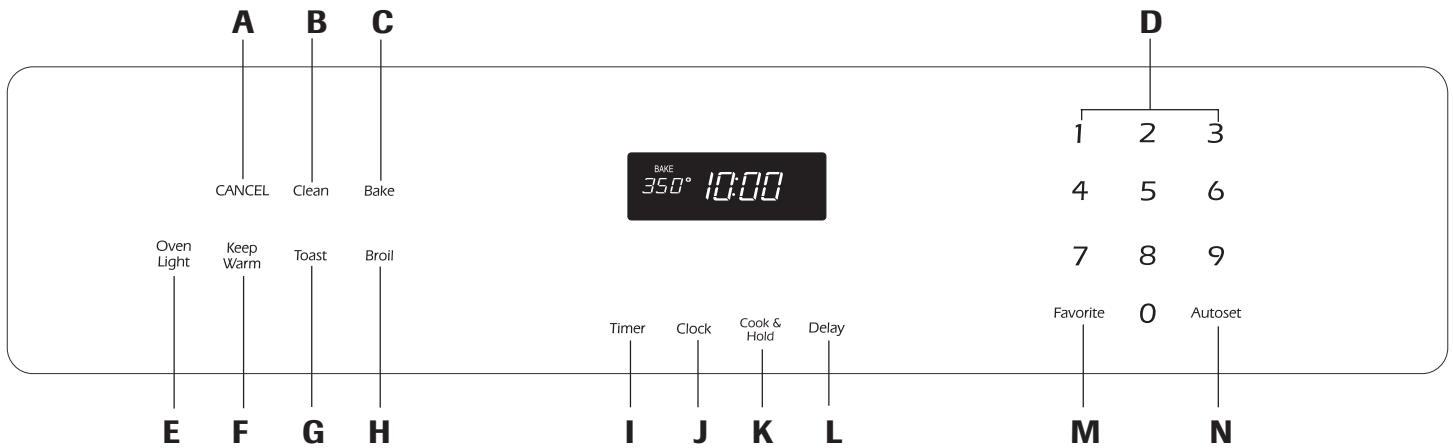 A B C D
1 2 3
BAKE
350° 10:00
CANCEL Clean Bake
4 5 6
Oven Light
Keep Warm
Toast Broil
7 8 9
Timer Clock
Cook & Hold
Delay
Favorite 0 Autoset
E F G H I J K L M N